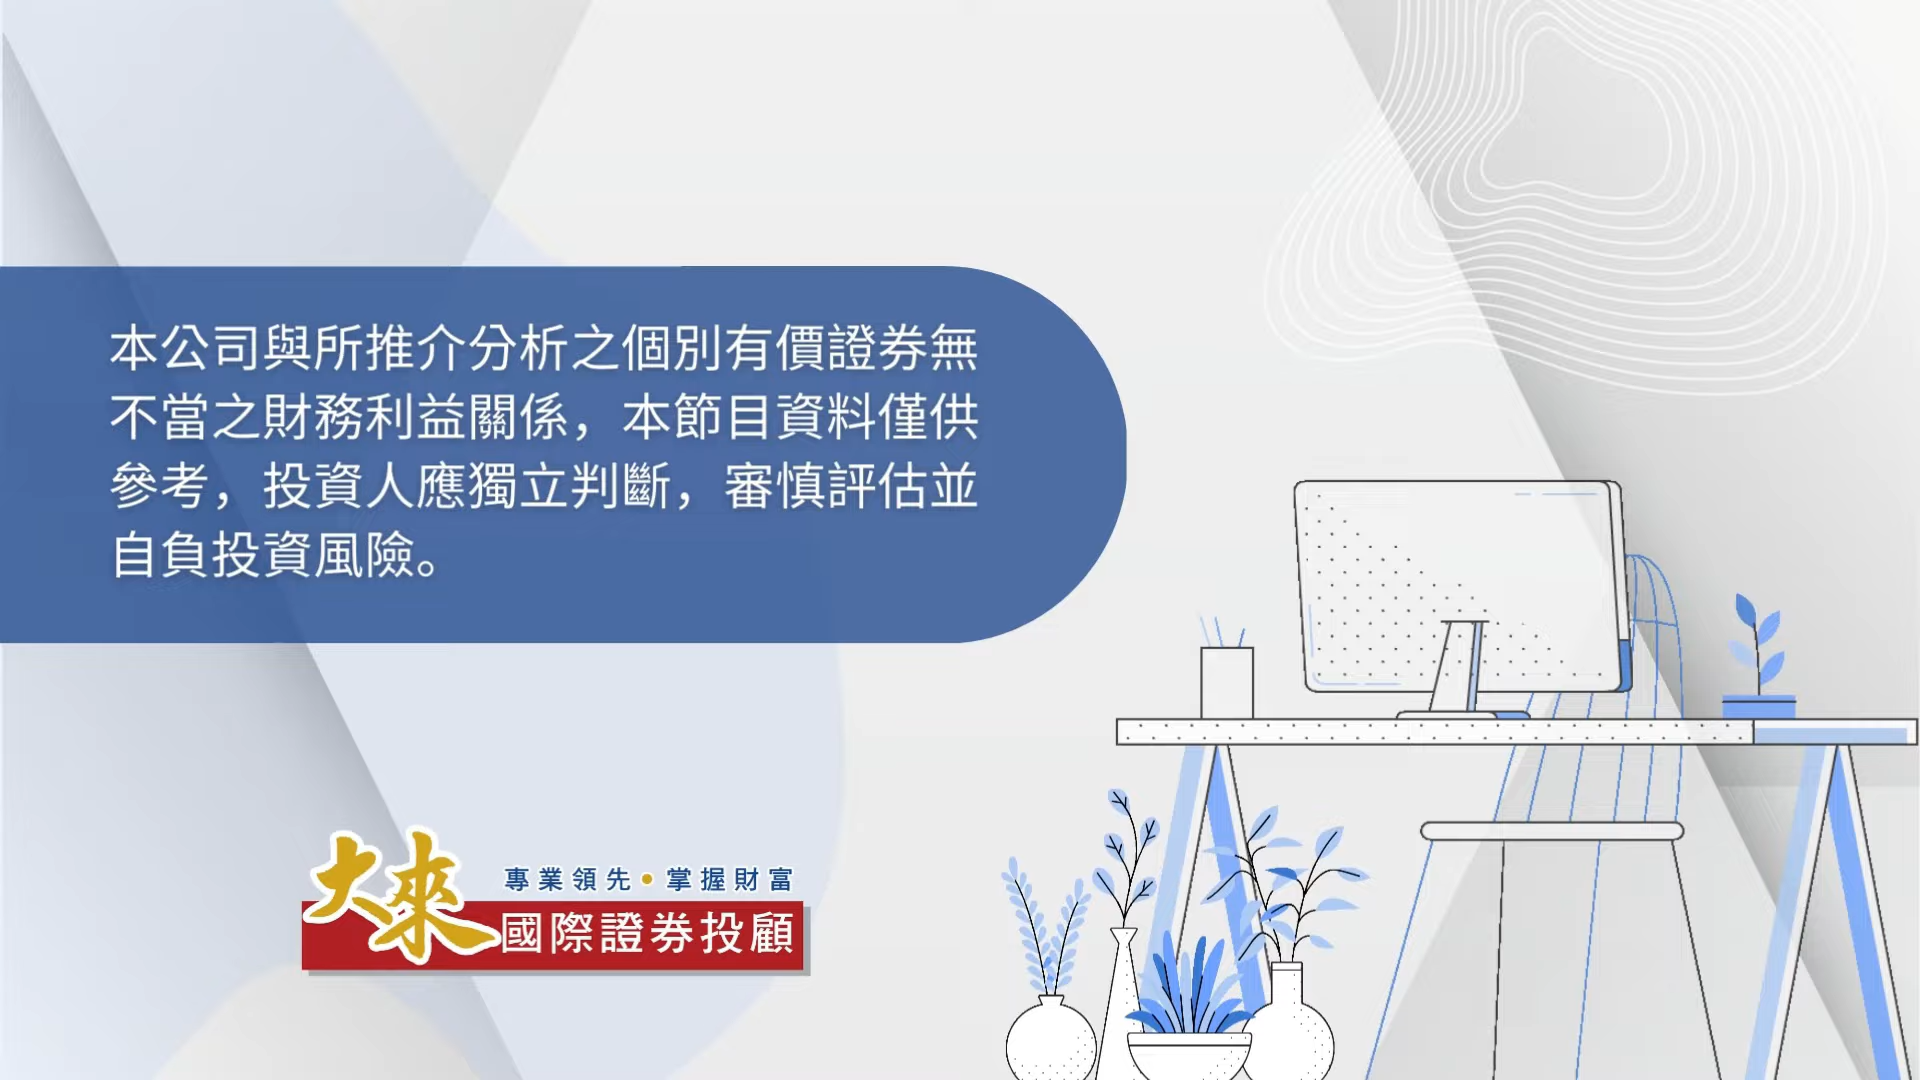 本公司與所推介分析之個別有價證券無
不當之財務利益關係，本節目資料僅供
參考，投資人應獨立判斷，審慎評估並
自負投資風險。
專業領先•掌握財富
大來國際證券投顧